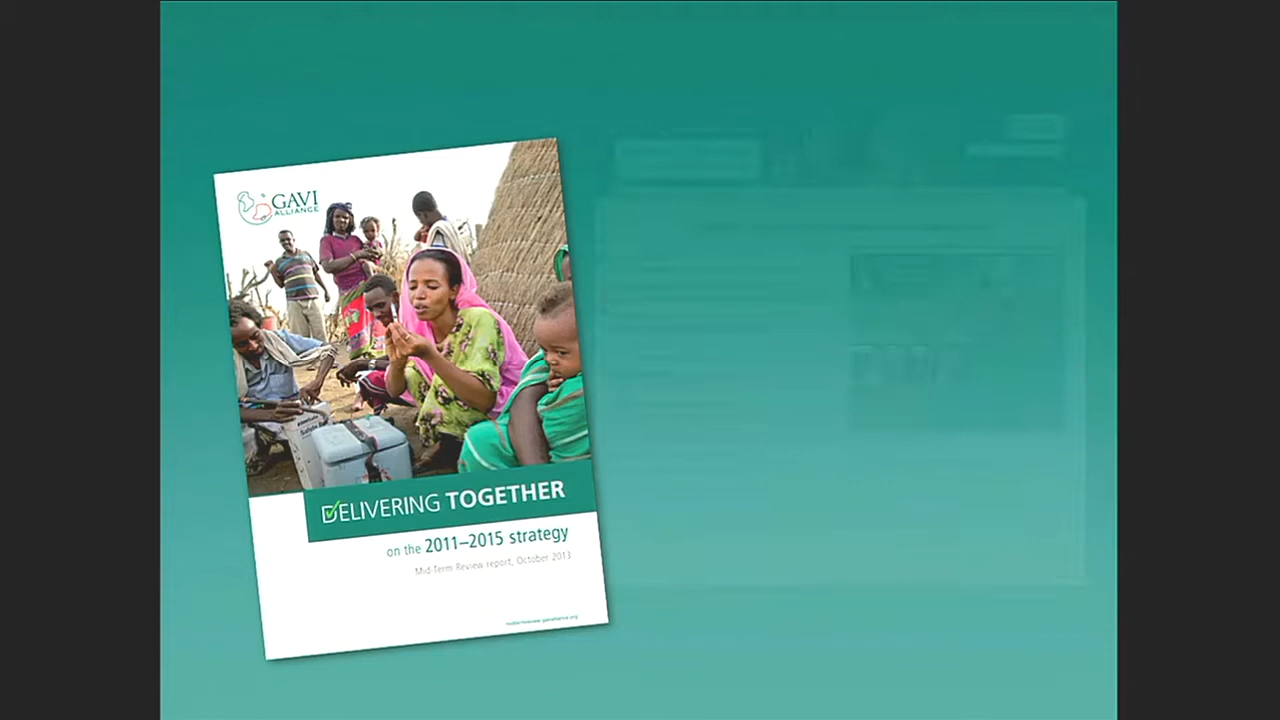 GAVI
ALLIANCE
DELIVERING TOGETHER
on the 2011–2015 strategy
Mid-Term Review report, October 2013